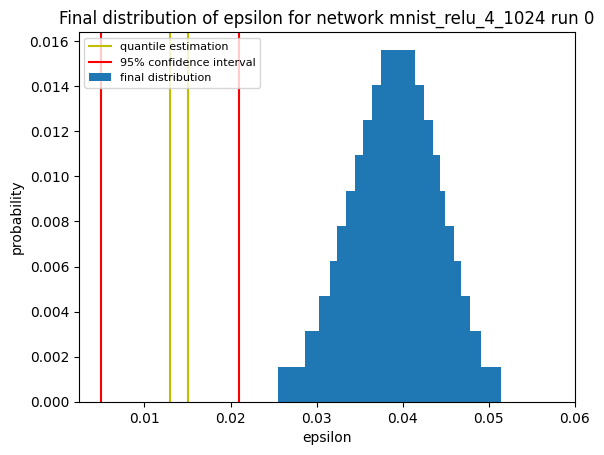 Final distribution of epsilon for network mnist_relu_4_1024 run 0
quantile estimation
95% confidence interval
final distribution
probability
0.016
0.014
0.012
0.010
0.008
0.006
0.004
0.002
0.000
0.01 0.02 0.03 0.04 0.05 0.06
epsilon